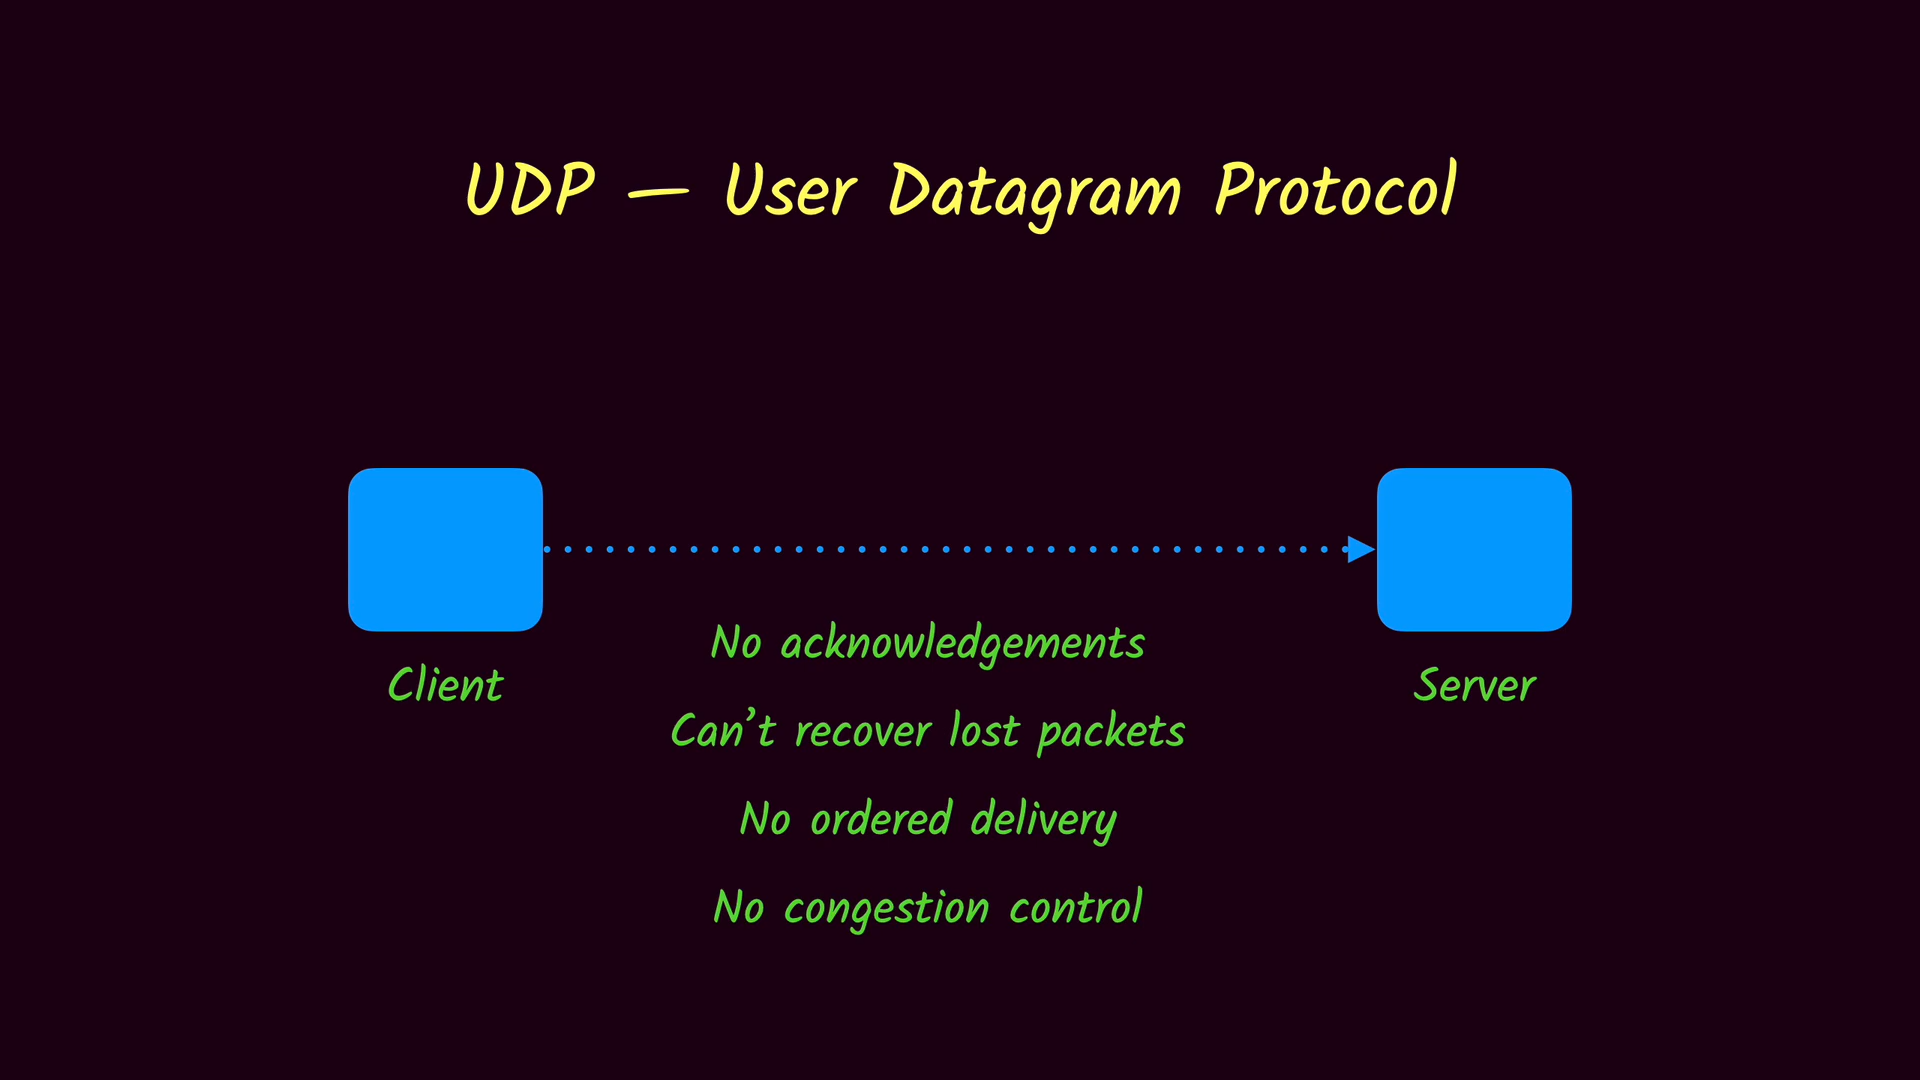 UDP — User Datagram Protocol
No acknowledgements
Client
Server
Can’t recover lost packets
No ordered delivery
No congestion control